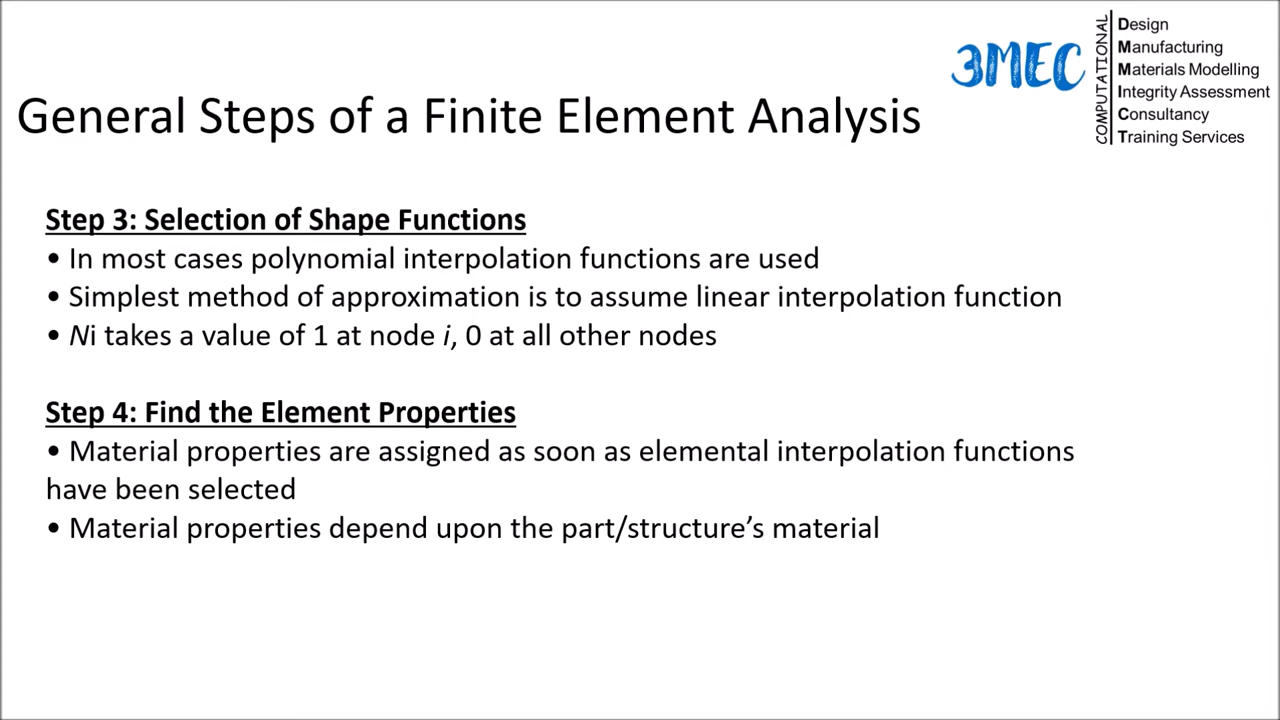 3MEC
COMPUTATIONAL
Design
Manufacturing
Materials Modelling
Integrity Assessment
Consultancy
Training Services
General Steps of a Finite Element Analysis
Step 3: Selection of Shape Functions
• In most cases polynomial interpolation functions are used
• Simplest method of approximation is to assume linear interpolation function
• Ni takes a value of 1 at node i, 0 at all other nodes
Step 4: Find the Element Properties
• Material properties are assigned as soon as elemental interpolation functions
have been selected
• Material properties depend upon the part/structure’s material